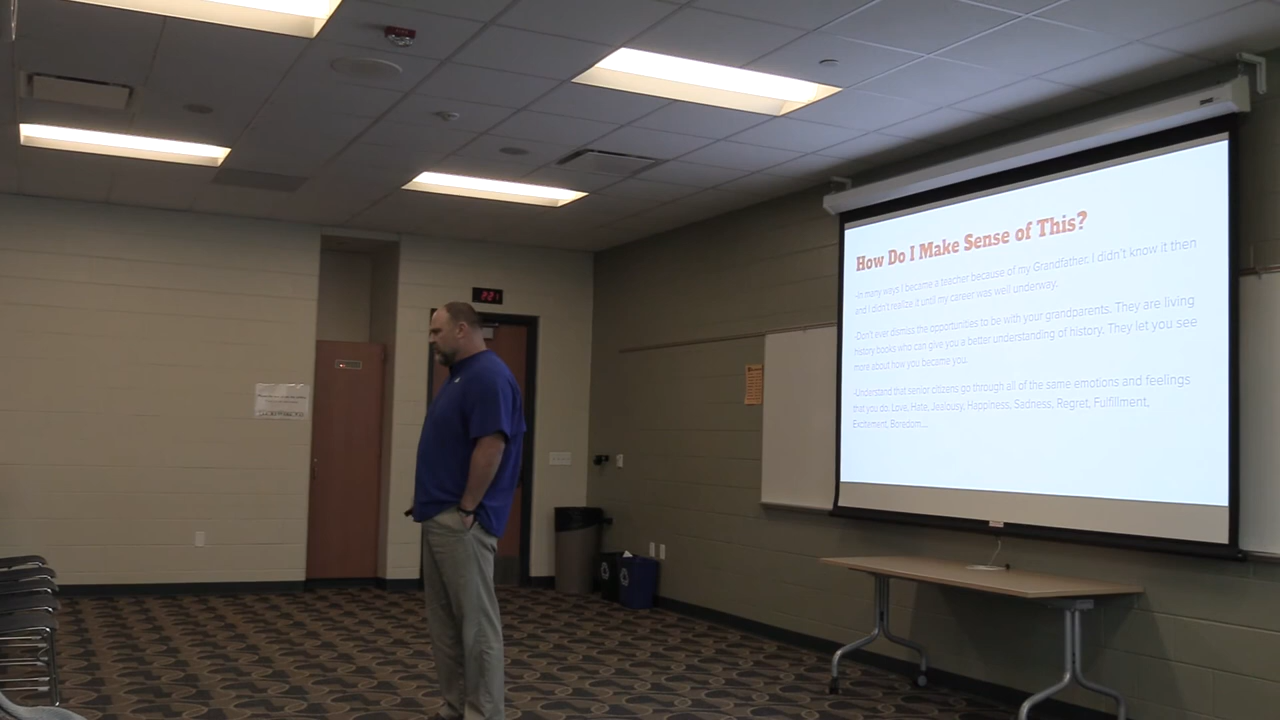 2:21
How Do I Make Sense of This?
-In many ways I became a teacher because of my Grandfather. I didn't know it then
and I didn't realize it until my career was well underway.
-Don't ever dismiss the opportunities to be with your grandparents. They are living
history books who can give you a better understanding of history. They let you see
more about how you became you.
-Understand that senior citizens go through all of the same emotions and feelings
that you do. Love, Hate, Jealousy, Happiness, Sadness, Regret, Fulfillment,
Excitement, Boredom....